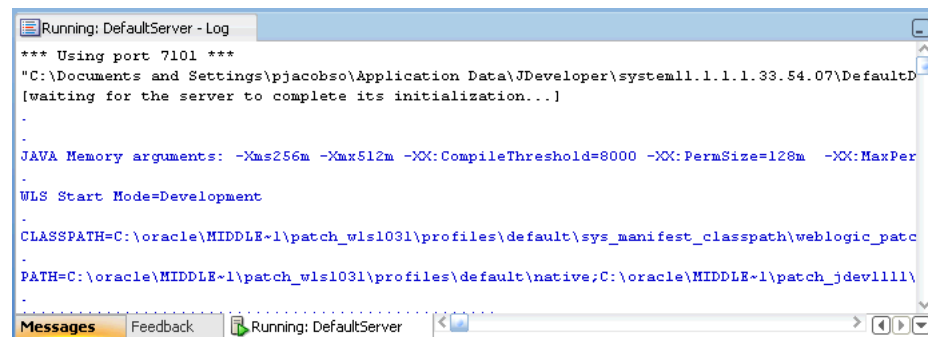 Running: DefaultServer - Log
*** Using port 7101 ***
"C:\Documents and Settings\pjacobso\Application Data\JDeveloper\system11.1.1.1.33.54.07\DefaultD
[waiting for the server to complete its initialization...]
.
.
JAVA Memory arguments: -Xms256m -Xmx512m -XX:CompileThreshold=8000 -XX:PermSize=128m  -XX:MaxPer
.
WLS Start Mode=Development
.
CLASSPATH=C:\oracle\MIDDLE~1\patch_wls1031\profiles\default\sys_manifest_classpath\weblogic_patc
.
PATH=C:\oracle\MIDDLE~1\patch_wls1031\profiles\default\native;C:\oracle\MIDDLE~1\patch_jdev1111\
.
Messages Feedback Running: DefaultServer